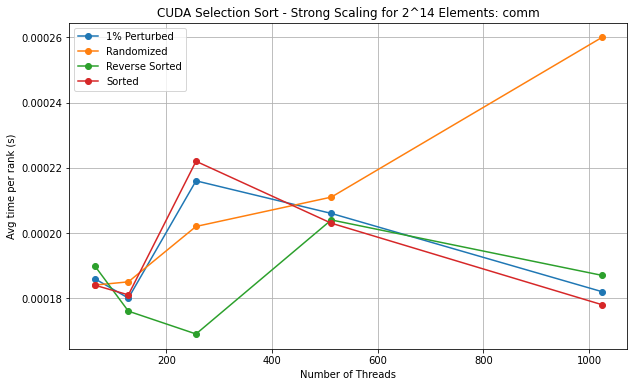 CUDA Selection Sort - Strong Scaling for 2^14 Elements: comm
1% Perturbed
Randomized
Reverse Sorted
Sorted
Avg time per rank (s)
0.00026
0.00024
0.00022
0.00020
0.00018
200
400
600
800
1000
Number of Threads